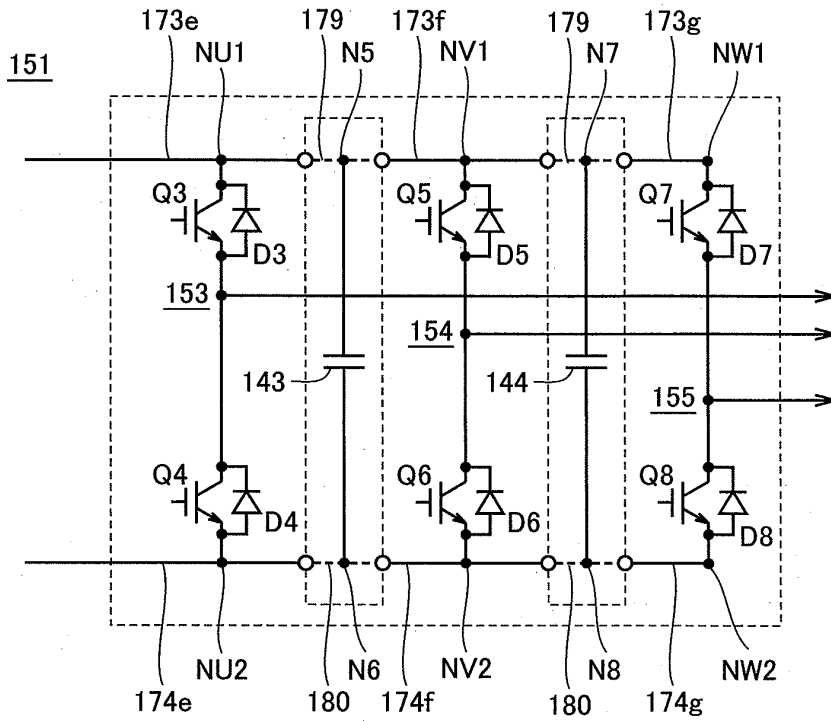 173e 179 N5 173f 179 N7 173g
151 NU1 NV1 NW1
Q3 Q5 Q7
D3 D5 D7
153
154
143 144
155
Q4 Q6 Q8
D4 D6 D8
NU2 N6 NV2 N8 NW2
174e 180 174f 180 174g